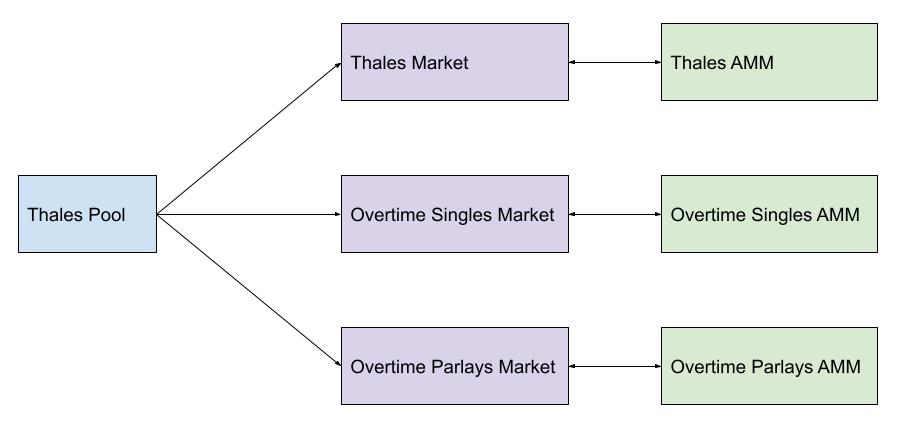 Thales Market
Thales AMM
Thales Pool
Overtime Singles Market
Overtime Singles AMM
Overtime Parlays Market
Overtime Parlays AMM